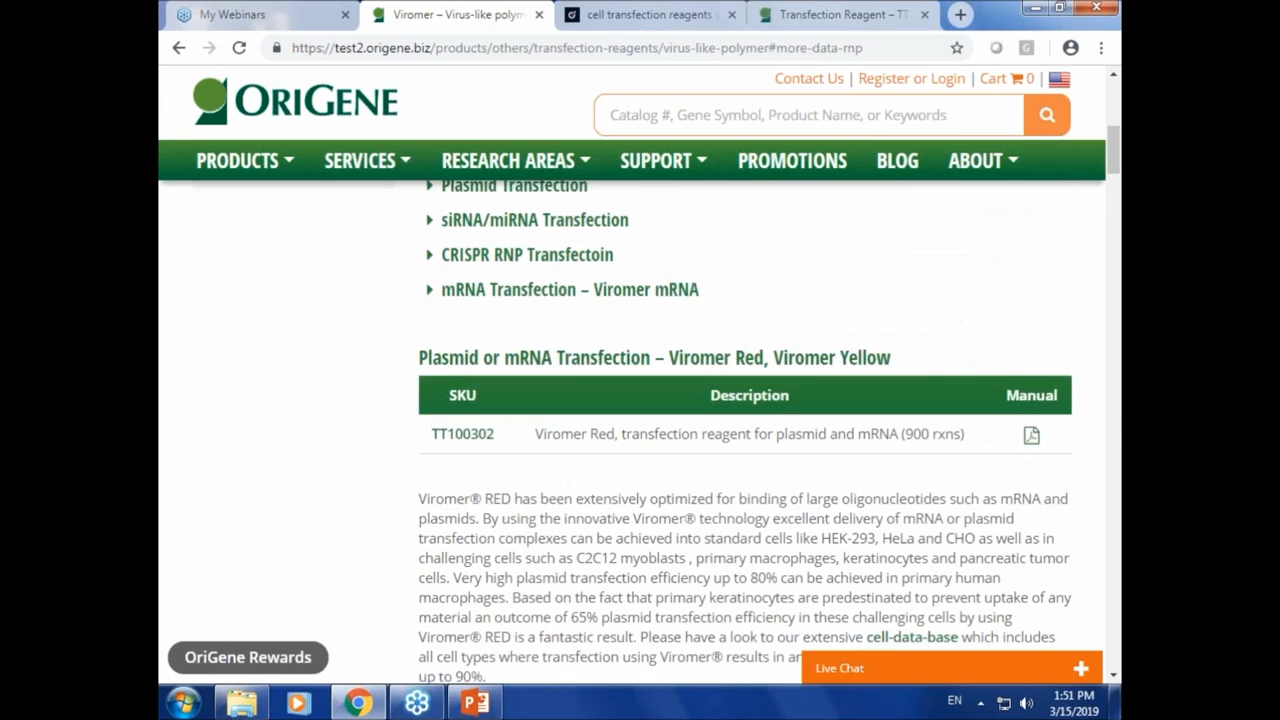 My Webinars
Viromer – Virus-like polym
cell transfection reagents
Transfection Reagent – TT
https://test2.origene.biz/products/others/transfection-reagents/virus-like-polymer#more-data-rnp
Contact Us | Register or Login | Cart 0 |
ORIGENE
Catalog #, Gene Symbol, Product Name, or Keywords
PRODUCTS SERVICES RESEARCH AREAS SUPPORT PROMOTIONS BLOG ABOUT
Plasmid Transfection
siRNA/miRNA Transfection
CRISPR RNP Transfectoin
mRNA Transfection – Viromer mRNA
Plasmid or mRNA Transfection – Viromer Red, Viromer Yellow
SKU Description Manual
TT100302 Viromer Red, transfection reagent for plasmid and mRNA (900 rxns)
Viromer® RED has been extensively optimized for binding of large oligonucleotides such as mRNA and
plasmids. By using the innovative Viromer® technology excellent delivery of mRNA or plasmid
transfection complexes can be achieved into standard cells like HEK-293, HeLa and CHO as well as in
challenging cells such as C2C12 myoblasts , primary macrophages, keratinocytes and pancreatic tumor
cells. Very high plasmid transfection efficiency up to 80% can be achieved in primary human
macrophages. Based on the fact that primary keratinocytes are predestinated to prevent uptake of any
material an outcome of 65% plasmid transfection efficiency in these challenging cells by using
Viromer® RED is a fantastic result. Please have a look to our extensive cell-data-base which includes
all cell types where transfection using Viromer® results in
up to 90%.
OriGene Rewards
Live Chat
EN
1:51 PM
3/15/2019